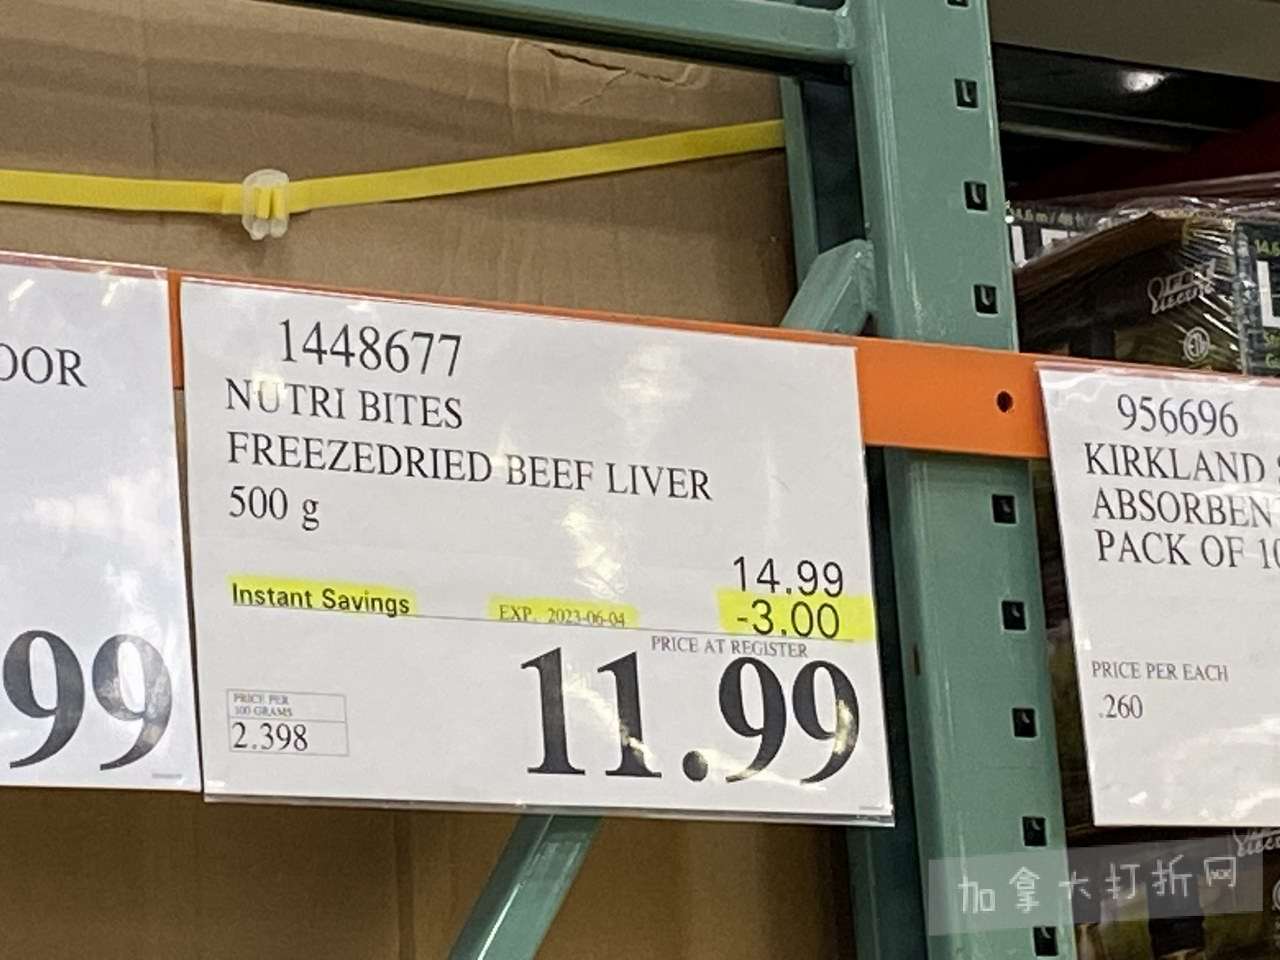 OOR
99
1448677
NUTRI BITES
FREEZEDRIED BEEF LIVER
500 g
14.99
Instant Savings EXP. 2023-06-04 -3.00
PRICE AT REGISTER
11.99
PRICE PER
100 GRAMS
2.398
956696
KIRKLAND
ABSORBEN
PACK OF 10
PRICE PER EACH
.260
加拿大打折网